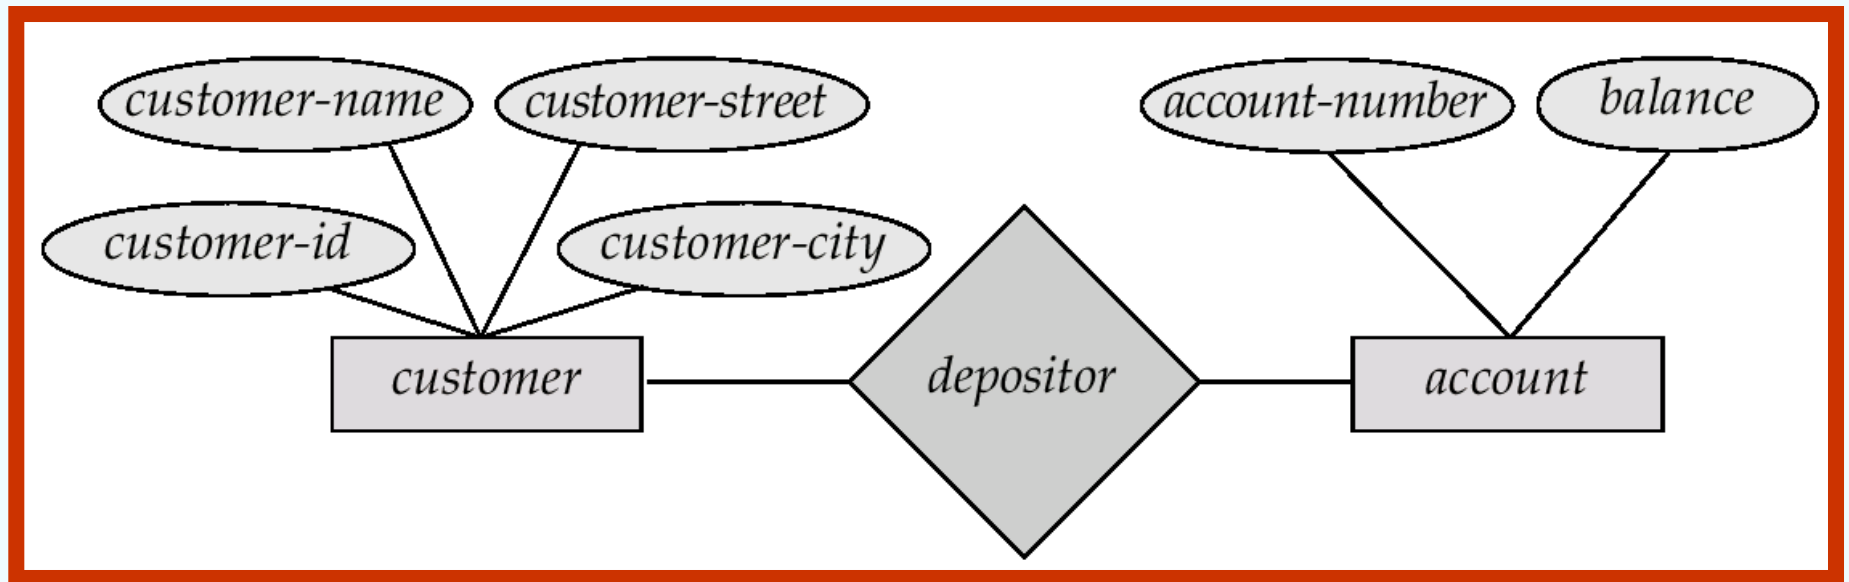 customer-name
customer-street
customer-id
customer-city
customer
depositor
account-number
balance
account